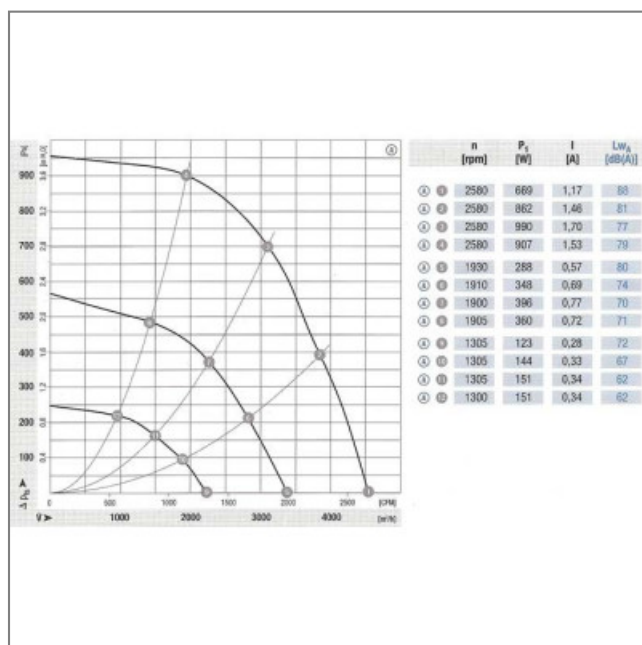 [Pa]
[in H₂O]
Ⓐ
900
800
700
600
500
400
300
200
100
3,6
3,2
2,8
2,4
2,0
1,6
1,2
0,8
0,4
0 500 1000 1500 2000 2500 [CFM]
V̇ 1000 2000 3000 4000 [m³/h]
n P₁ I LwA
[rpm] [W] [A] [dB(A)]
Ⓐ 1 2580 669 1,17 88
Ⓐ 2 2580 862 1,46 81
Ⓐ 3 2580 990 1,70 77
Ⓐ 4 2580 907 1,53 79
Ⓐ 5 1930 288 0,57 80
Ⓐ 6 1910 348 0,69 74
Ⓐ 7 1900 396 0,77 70
Ⓐ 8 1905 360 0,72 71
Ⓐ 9 1305 123 0,28 72
Ⓐ 10 1305 144 0,33 67
Ⓐ 11 1305 151 0,34 62
Ⓐ 12 1300 151 0,34 62